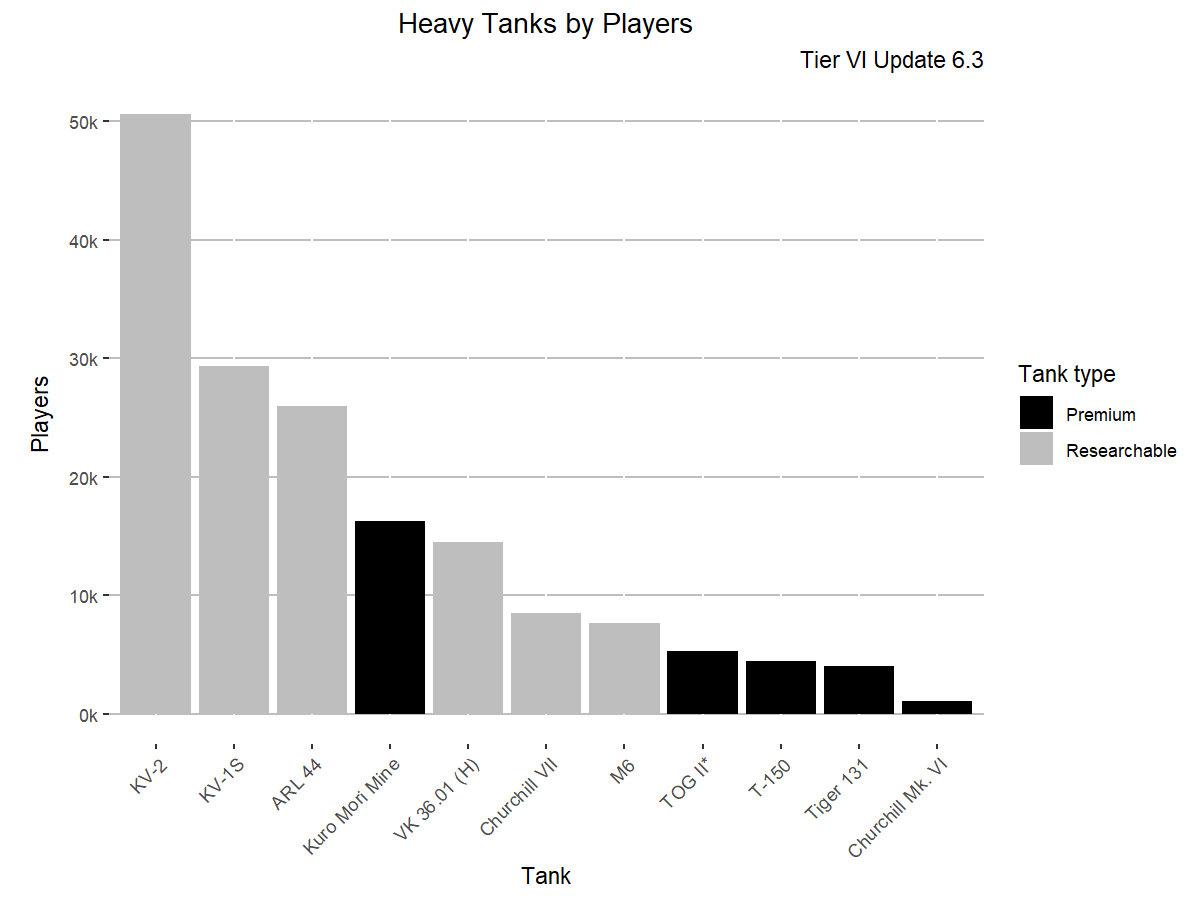 Heavy Tanks by Players
Tier VI Update 6.3
50k
40k
30k
20k
10k
0k
Players
KV-2
KV-1S
ARL 44
Kuro Mori Mine
VK 36.01 (H)
Churchill VII
M6
TOG II*
T-150
Tiger 131
Churchill Mk. VI
Tank
Tank type
Premium
Researchable